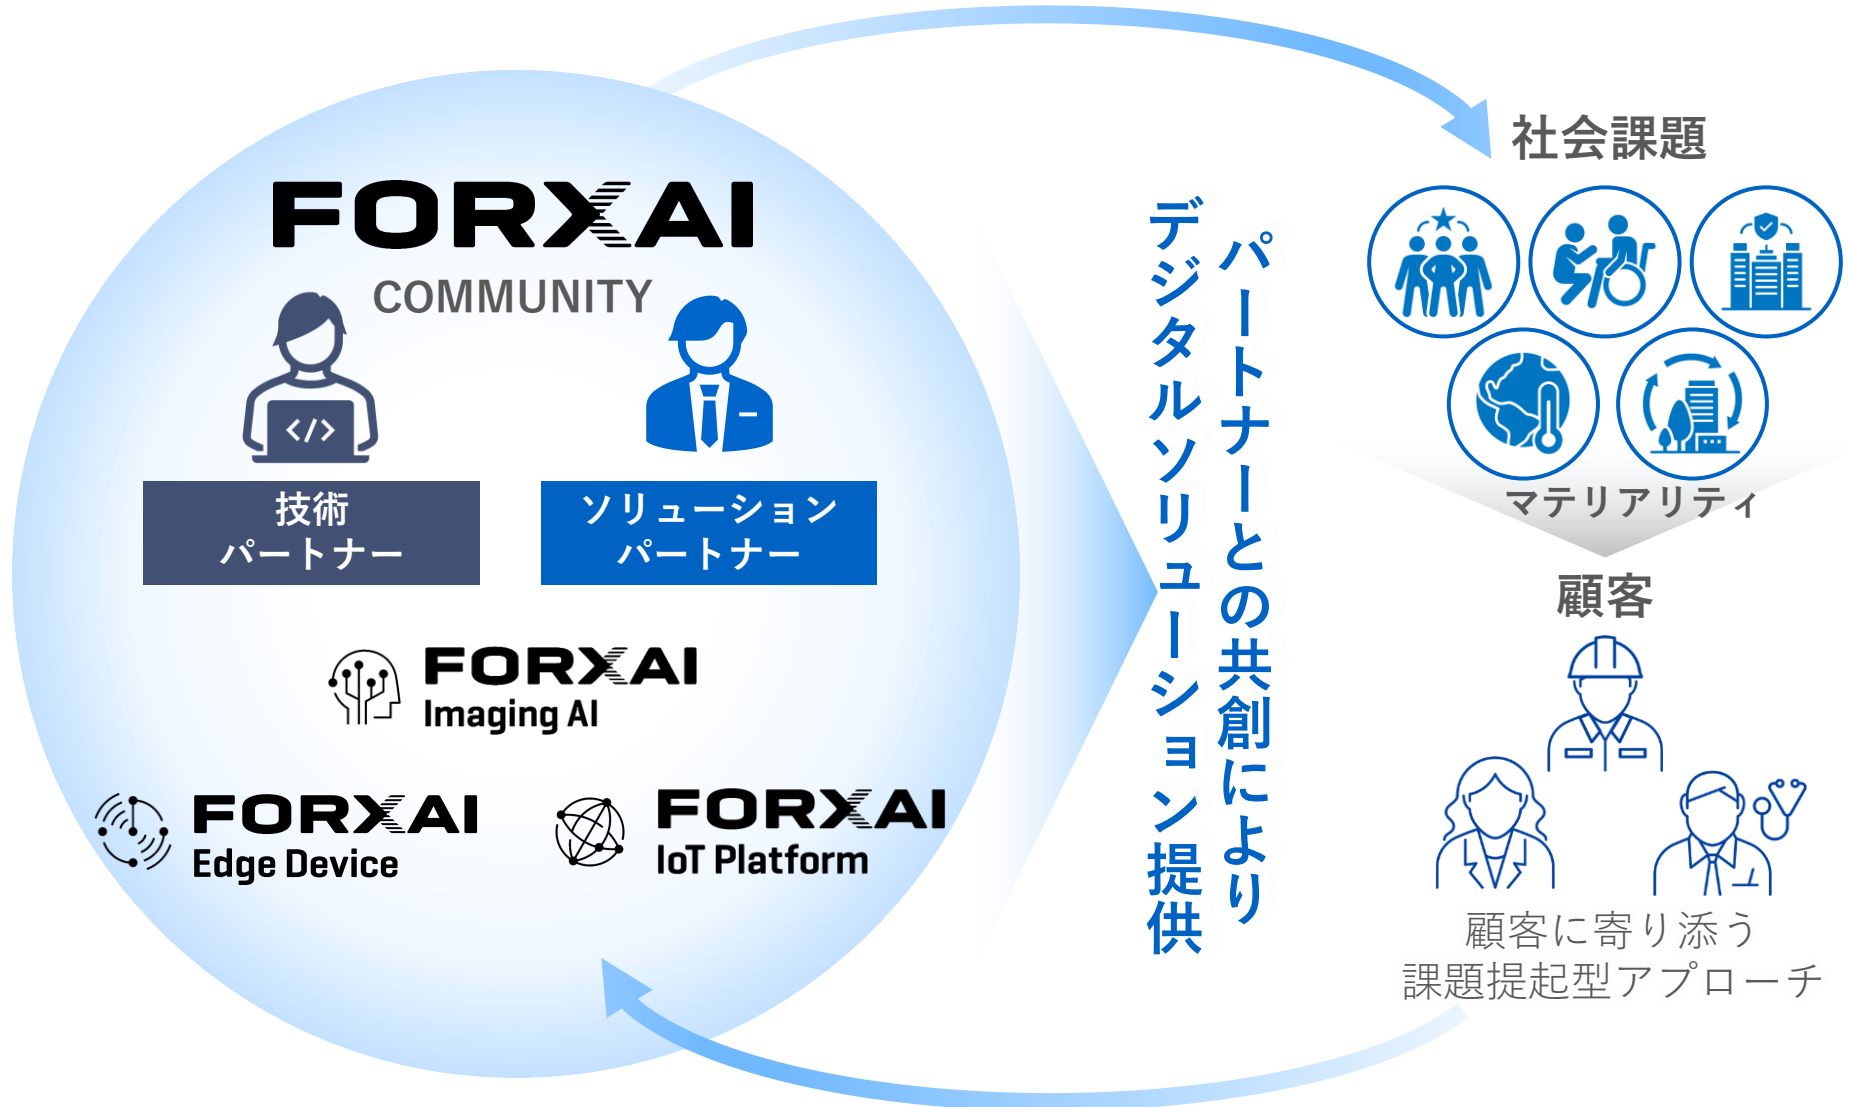 FORXAI
COMMUNITY
技術
パートナー
ソリューション
パートナー
FORXAI
Imaging AI
FORXAI
Edge Device
FORXAI
IoT Platform
パートナーとの共創により
デジタルソリューション提供
社会課題
マテリアリティ
顧客
顧客に寄り添う
課題提起型アプローチ